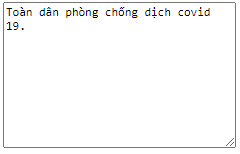 Toàn dân phòng chống dịch covid
19.